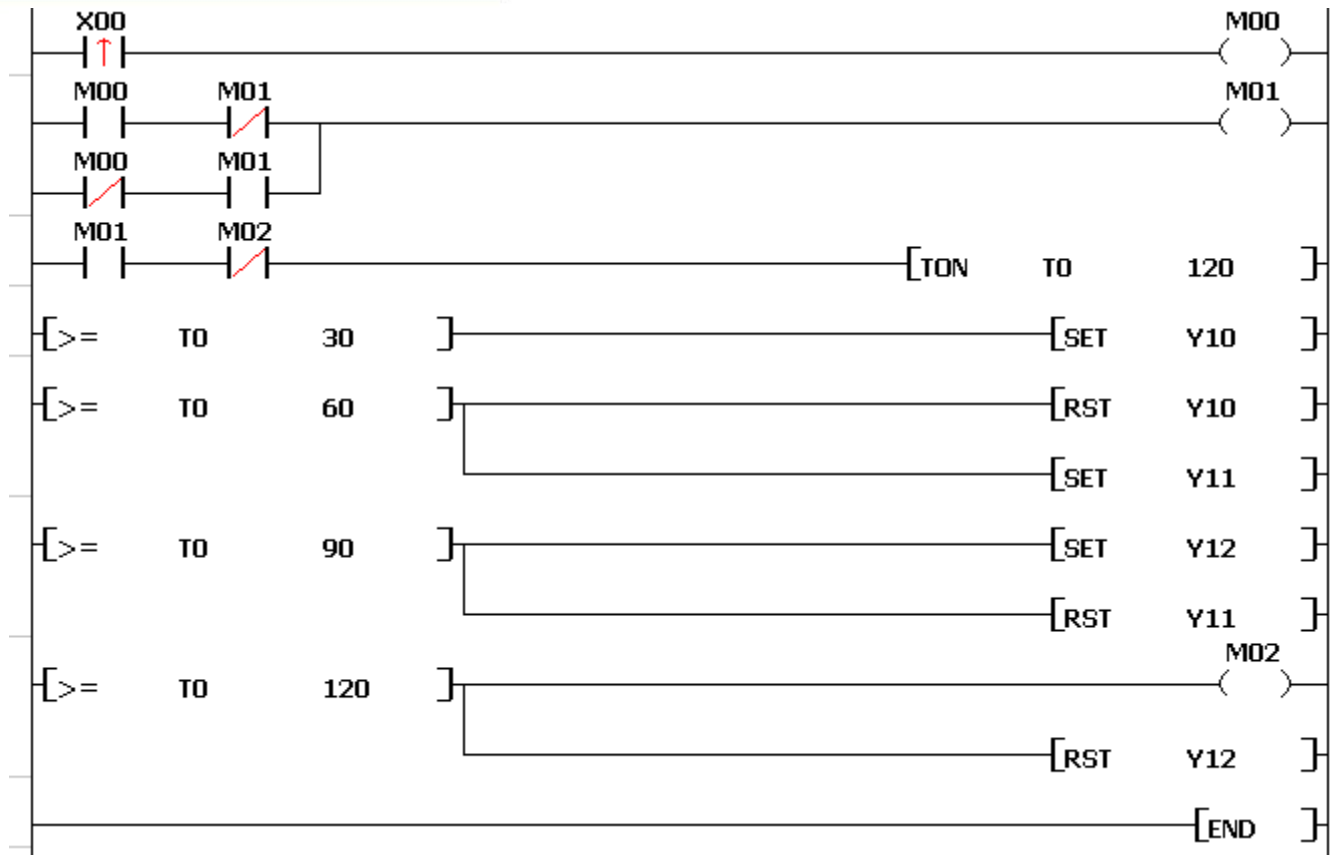 X00 M00
M00 M01 M01
M00 M01
M01 M02
TON T0 120
>= T0 30 SET Y10
>= T0 60 RST Y10
SET Y11
>= T0 90 SET Y12
RST Y11
M02
>= T0 120
RST Y12
END